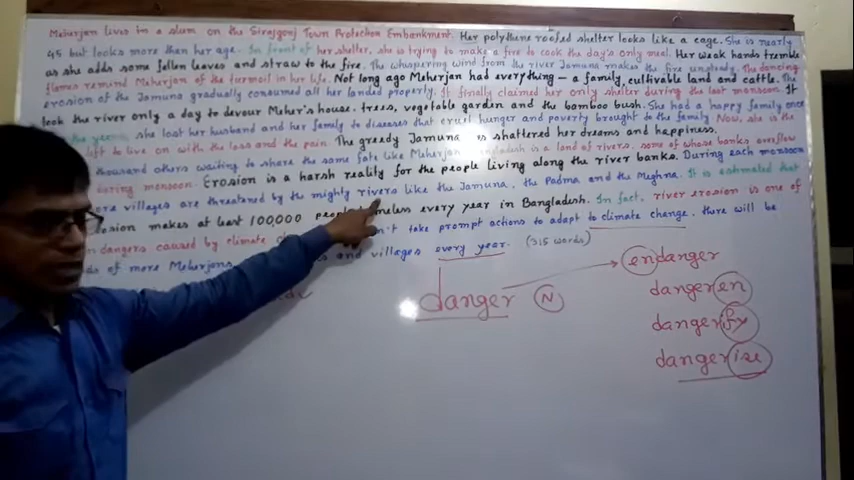 Meherjan lives in a slum on the Sirajgonj Town Protection Embankment. Her polythene roofed shelter looks like a cage. She is nearly
45 but looks more than her age. In front of her shelter, she is trying to make a fire to cook the day's only meal. Her weak hands tremble
as she adds some fallen leaves and straw to the fire. The whispering wind from the river Jamuna makes the fire unsteady. The dancing
flames remind Meherjan of the turmoil in her life. Not long ago Meherjan had everything – a family, cultivable land and cattle. The
erosion of the Jamuna gradually consumed all her landed property. It finally claimed her only shelter during the last monsoon. It
took the river only a day to devour Meher's house, trees, vegetable garden and the bamboo bush. She had a happy family once
the years, she lost her husband and her family to diseases that cruel hunger and poverty brought to the family. Now, she is the
left to live on with the loss and the pain. The greedy Jamuna has shattered her dreams and happiness.
thousand others waiting to share the same fate like Meherjan is a land of rivers, some of whose banks overflow
during monsoon. Erosion is a harsh reality for the people living along the river banks. During each monsoon
villages are threatened by the mighty rivers like the Jamuna, the Padma and the Meghna. It is estimated that
makes at least 100,000 every year in Bangladesh. In fact, river erosion is one of
dangers caused by climate take prompt actions to adapt to climate change, there will be
of more Meherjans and villages every year. (315 words)
danger (N)
endanger
dangeren
dangerify
dangerise